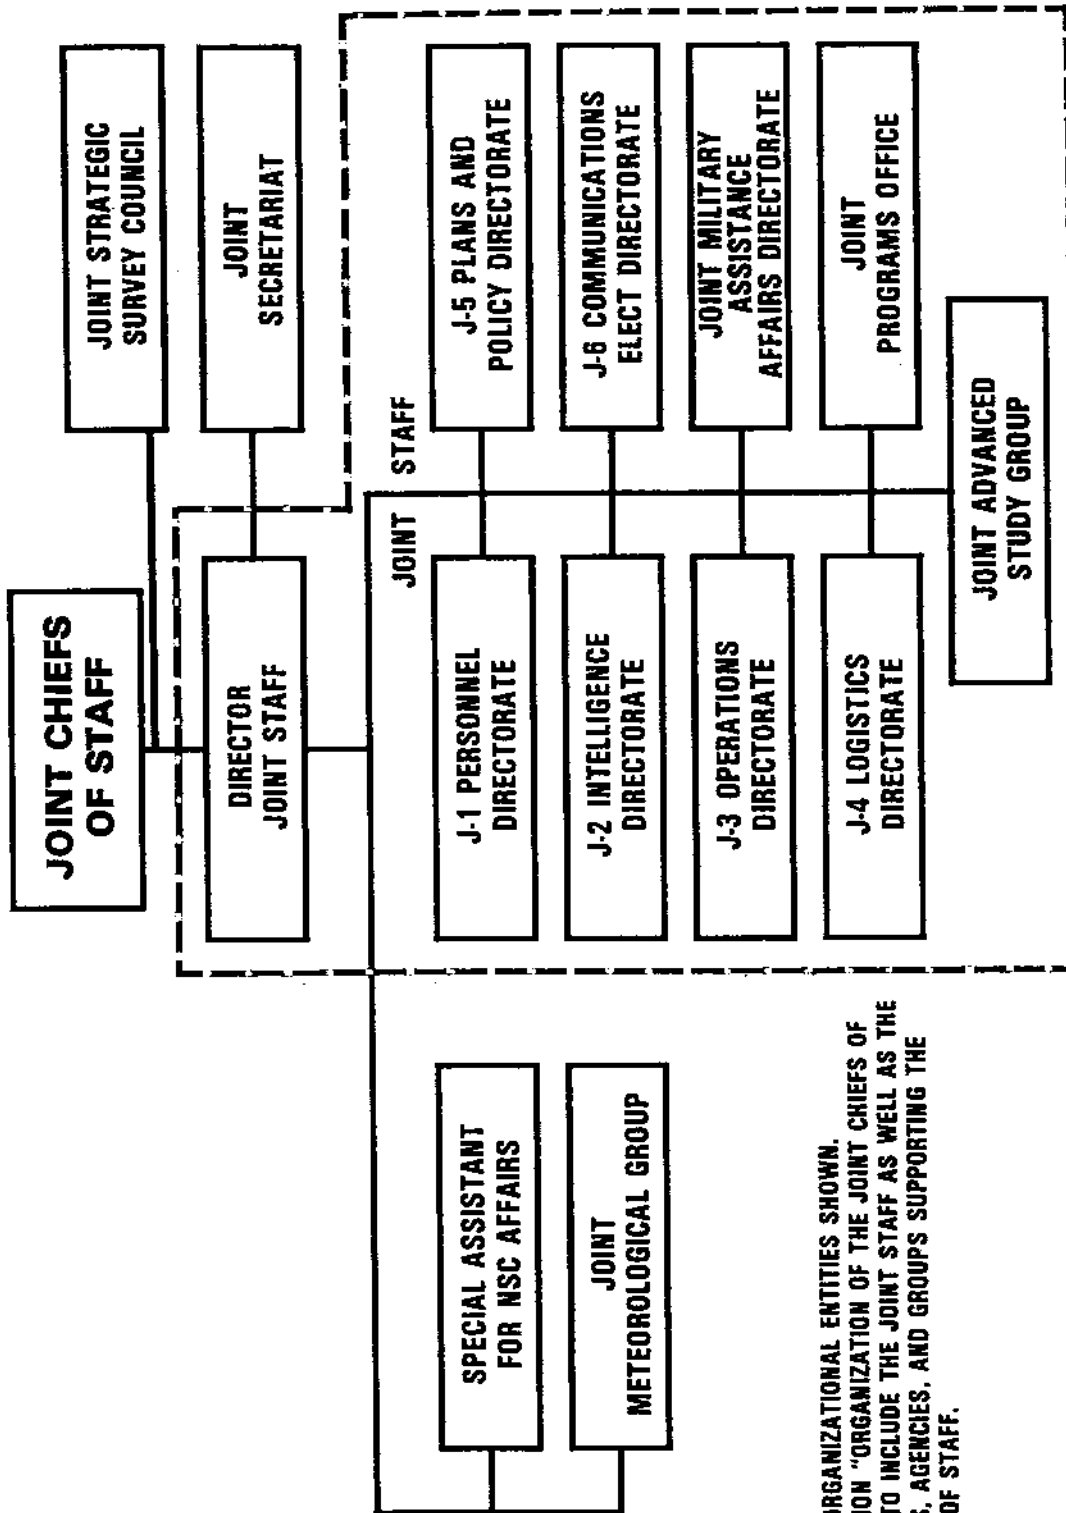 JOINT CHIEFS
OF STAFF
JOINT STRATEGIC
SURVEY COUNCIL
DIRECTOR
JOINT STAFF
JOINT
SECRETARIAT
JOINT STAFF
SPECIAL ASSISTANT
FOR NSC AFFAIRS
JOINT
METEOROLOGICAL GROUP
J-1 PERSONNEL
DIRECTORATE
J-5 PLANS AND
POLICY DIRECTORATE
J-2 INTELLIGENCE
DIRECTORATE
J-6 COMMUNICATIONS
ELECT DIRECTORATE
J-3 OPERATIONS
DIRECTORATE
JOINT MILITARY
ASSISTANCE
AFFAIRS DIRECTORATE
J-4 LOGISTICS
DIRECTORATE
JOINT
PROGRAMS OFFICE
JOINT ADVANCED
STUDY GROUP
ORGANIZATIONAL ENTITIES SHOWN.
"ORGANIZATION OF THE JOINT CHIEFS OF
TO INCLUDE THE JOINT STAFF AS WELL AS THE
AGENCIES, AND GROUPS SUPPORTING THE
OF STAFF.